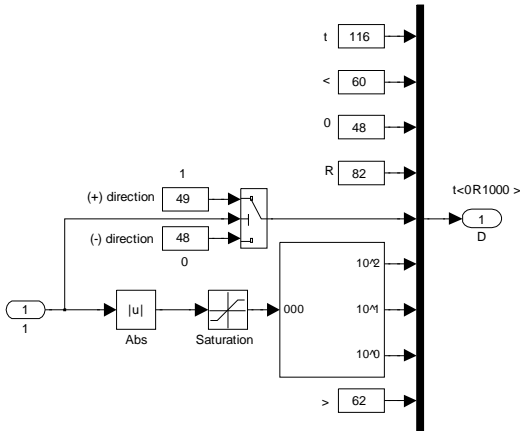 t 116
< 60
0 48
R 82
t<0R1000 >
1
(+) direction 49
1
D
(-) direction 48
0
10^2
1
1
|u|
Abs
Saturation
000
10^1
10^0
> 62